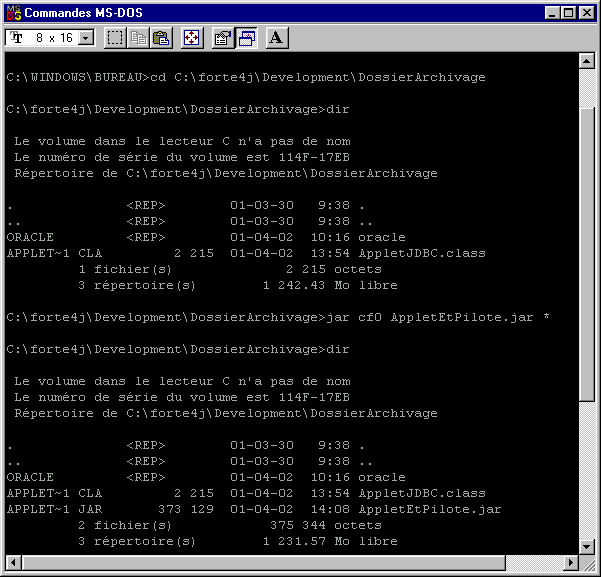 Commandes MS-DOS
8 x 16
A
C:\WINDOWS\BUREAU>cd C:\forte4j\Development\DossierArchivage
C:\forte4j\Development\DossierArchivage>dir
Le volume dans le lecteur C n'a pas de nom
Le numéro de série du volume est 114F-17EB
Répertoire de C:\forte4j\Development\DossierArchivage
. <REP> 01-03-30 9:38 .
.. <REP> 01-03-30 9:38 ..
ORACLE <REP> 01-04-02 10:16 oracle
APPLET~1 CLA 2 215 01-04-02 13:54 AppletJDBC.class
1 fichier(s) 2 215 octets
3 répertoire(s) 1 242.43 Mo libre
C:\forte4j\Development\DossierArchivage>jar cf0 AppletEtPilote.jar *
C:\forte4j\Development\DossierArchivage>dir
Le volume dans le lecteur C n'a pas de nom
Le numéro de série du volume est 114F-17EB
Répertoire de C:\forte4j\Development\DossierArchivage
. <REP> 01-03-30 9:38 .
.. <REP> 01-03-30 9:38 ..
ORACLE <REP> 01-04-02 10:16 oracle
APPLET~1 CLA 2 215 01-04-02 13:54 AppletJDBC.class
APPLET~1 JAR 373 129 01-04-02 14:08 AppletEtPilote.jar
2 fichier(s) 375 344 octets
3 répertoire(s) 1 231.57 Mo libre